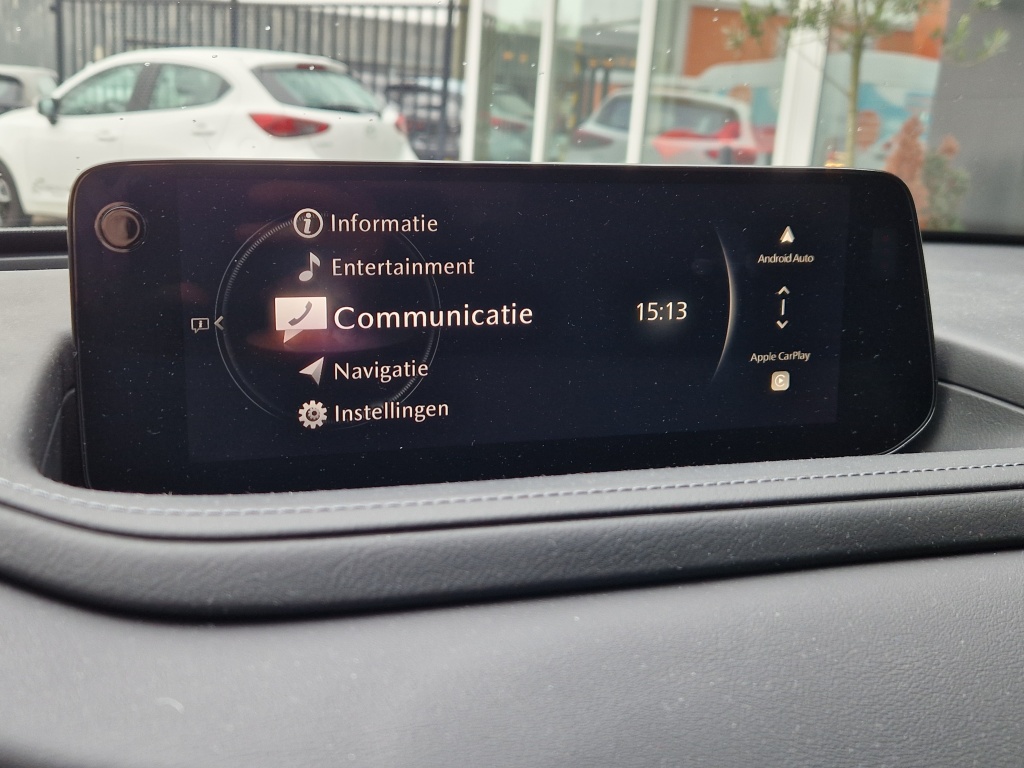 Informatie
Entertainment
Communicatie
Navigatie
Instellingen
15:13
Android Auto
Apple CarPlay